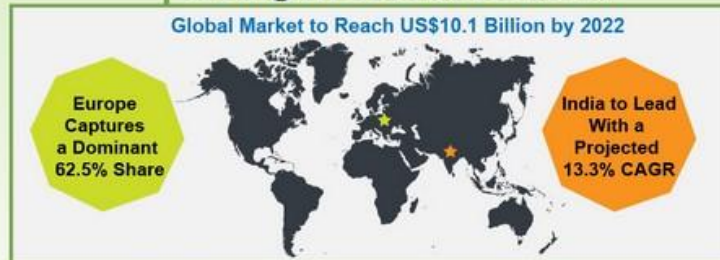 Global Market to Reach US$10.1 Billion by 2022
Europe
Captures
a Dominant
62.5% Share
India to Lead
With a
Projected
13.3% CAGR